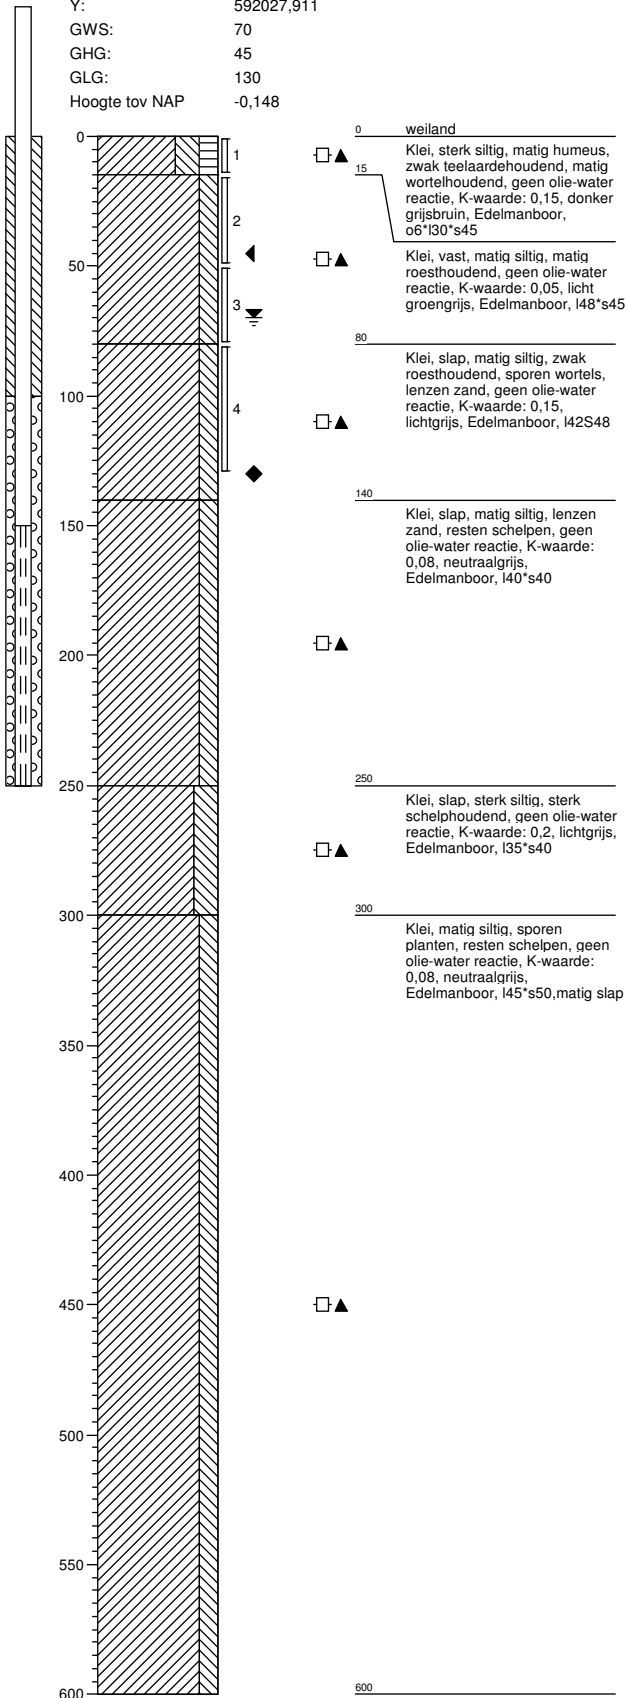 Y: 592027,911
GWS: 70
GHG: 45
GLG: 130
Hoogte tov NAP -0,148
0
50
100
150
200
250
300
350
400
450
500
550
600
1
2
3
4
0 weiland
Klei, sterk siltig, matig humeus,
zwak teelaardehoudend, matig
wortelhoudend, geen olie-water
reactie, K-waarde: 0,15, donker
grijsbruin, Edelmanboor,
o6*l30*s45
15
Klei, vast, matig siltig, matig
roesthoudend, geen olie-water
reactie, K-waarde: 0,05, licht
groengrijs, Edelmanboor, l48*s45
80
Klei, slap, matig siltig, zwak
roesthoudend, sporen wortels,
lenzen zand, geen olie-water
reactie, K-waarde: 0,15,
lichtgrijs, Edelmanboor, l42S48
140
Klei, slap, matig siltig, lenzen
zand, resten schelpen, geen
olie-water reactie, K-waarde:
0,08, neutraalgrijs,
Edelmanboor, l40*s40
250
Klei, slap, sterk siltig, sterk
schelphoudend, geen olie-water
reactie, K-waarde: 0,2, lichtgrijs,
Edelmanboor, l35*s40
300
Klei, matig siltig, sporen
planten, resten schelpen, geen
olie-water reactie, K-waarde:
0,08, neutraalgrijs,
Edelmanboor, l45*s50,matig slap
600